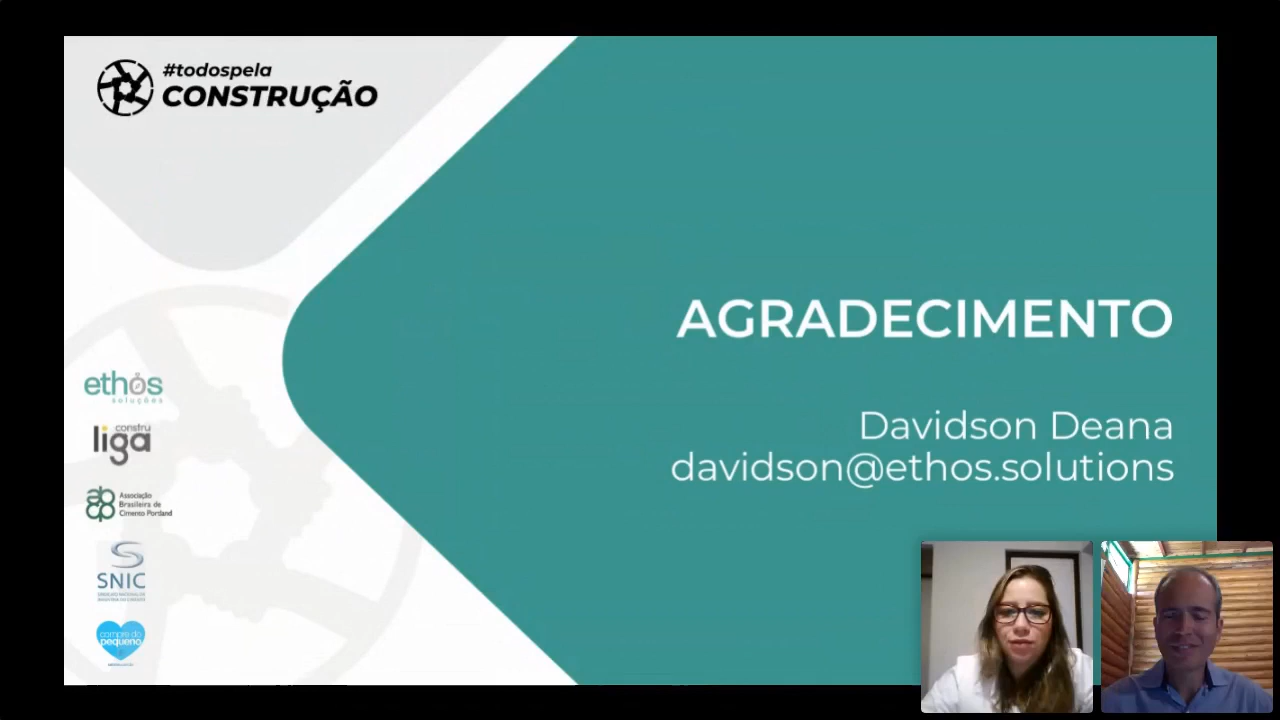 #todospela
CONSTRUÇÃO
AGRADECIMENTO
Davidson Deana
davidson@ethos.solutions
ethos
soluções
constru
liga
abcp
Associação
Brasileira de
Cimento Portland
SNIC
compre do
pequeno